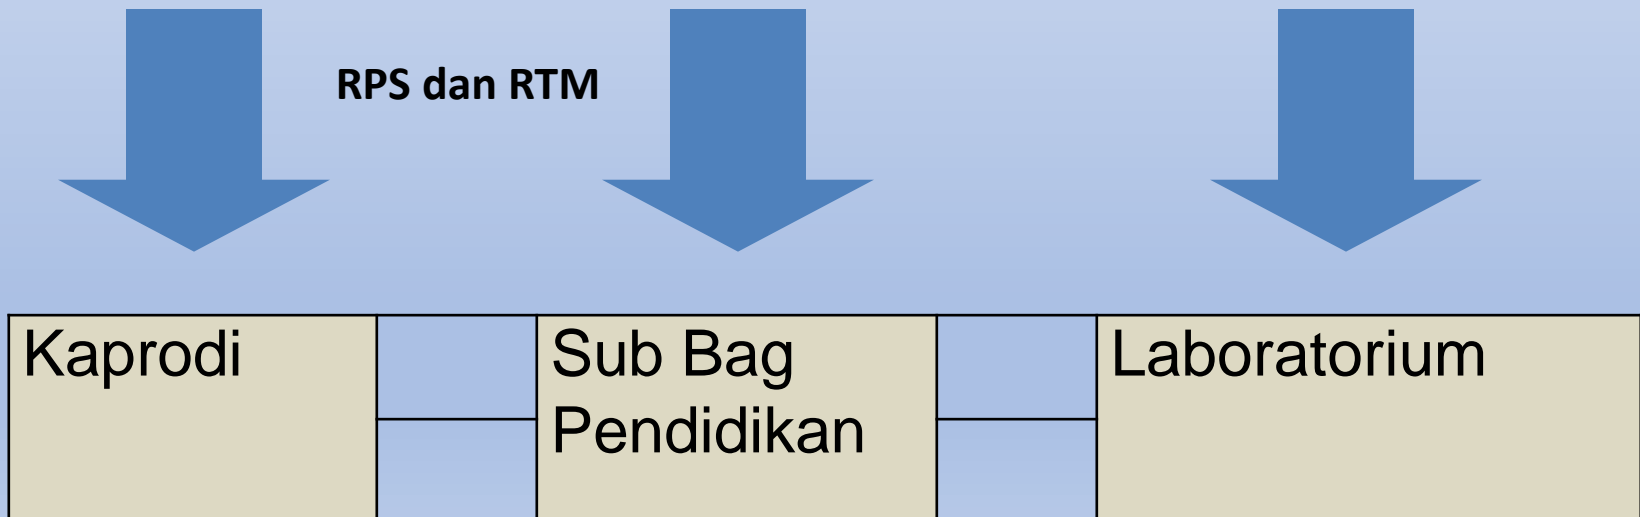 RPS dan RTM
Kaprodi
Sub Bag
Pendidikan
Laboratorium